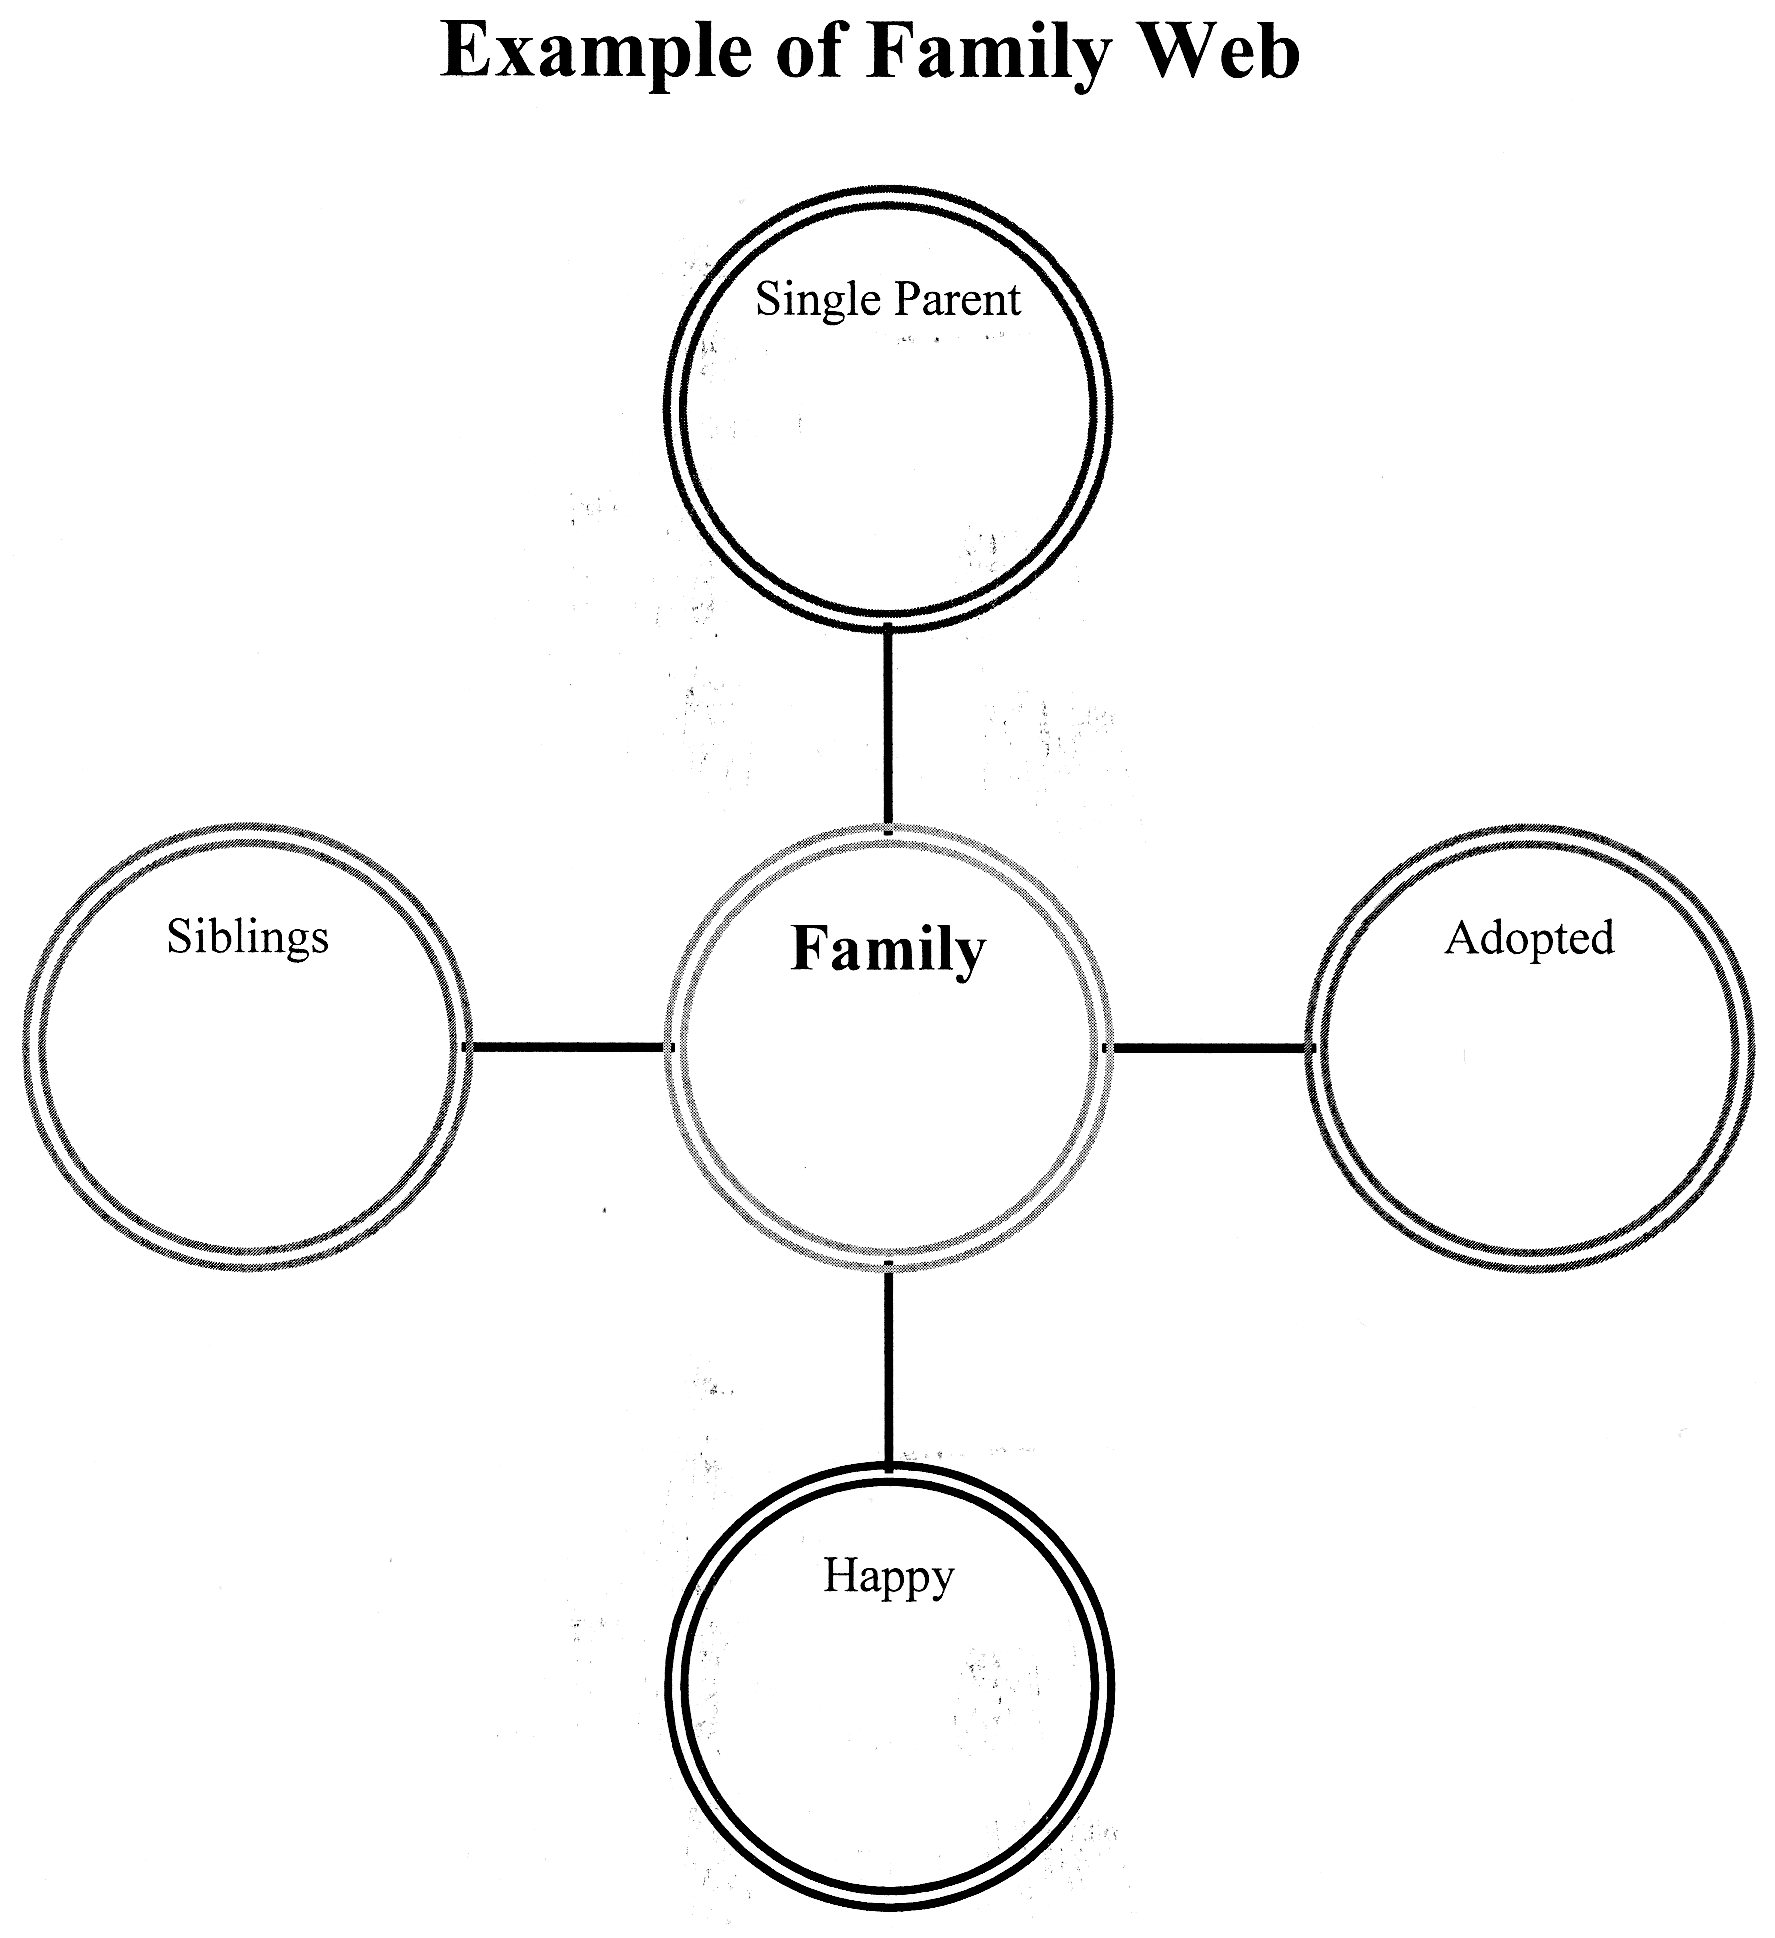 Example of Family Web
Single Parent
Siblings
Family
Adopted
Happy